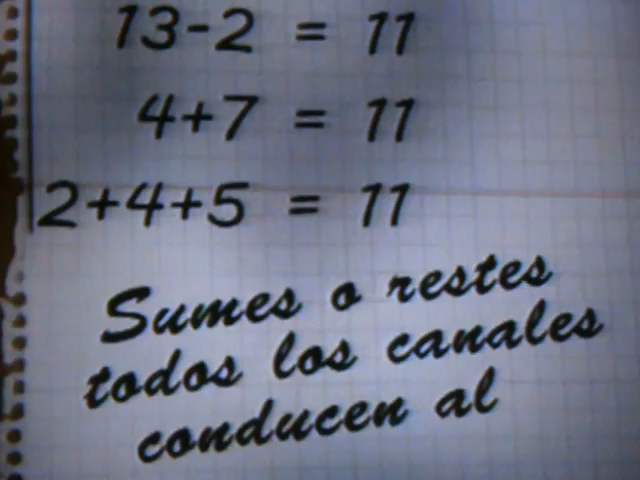 13-2 = 11
4+7 = 11
2+4+5 = 11
Sumes o restes
todos los canales
conducen al